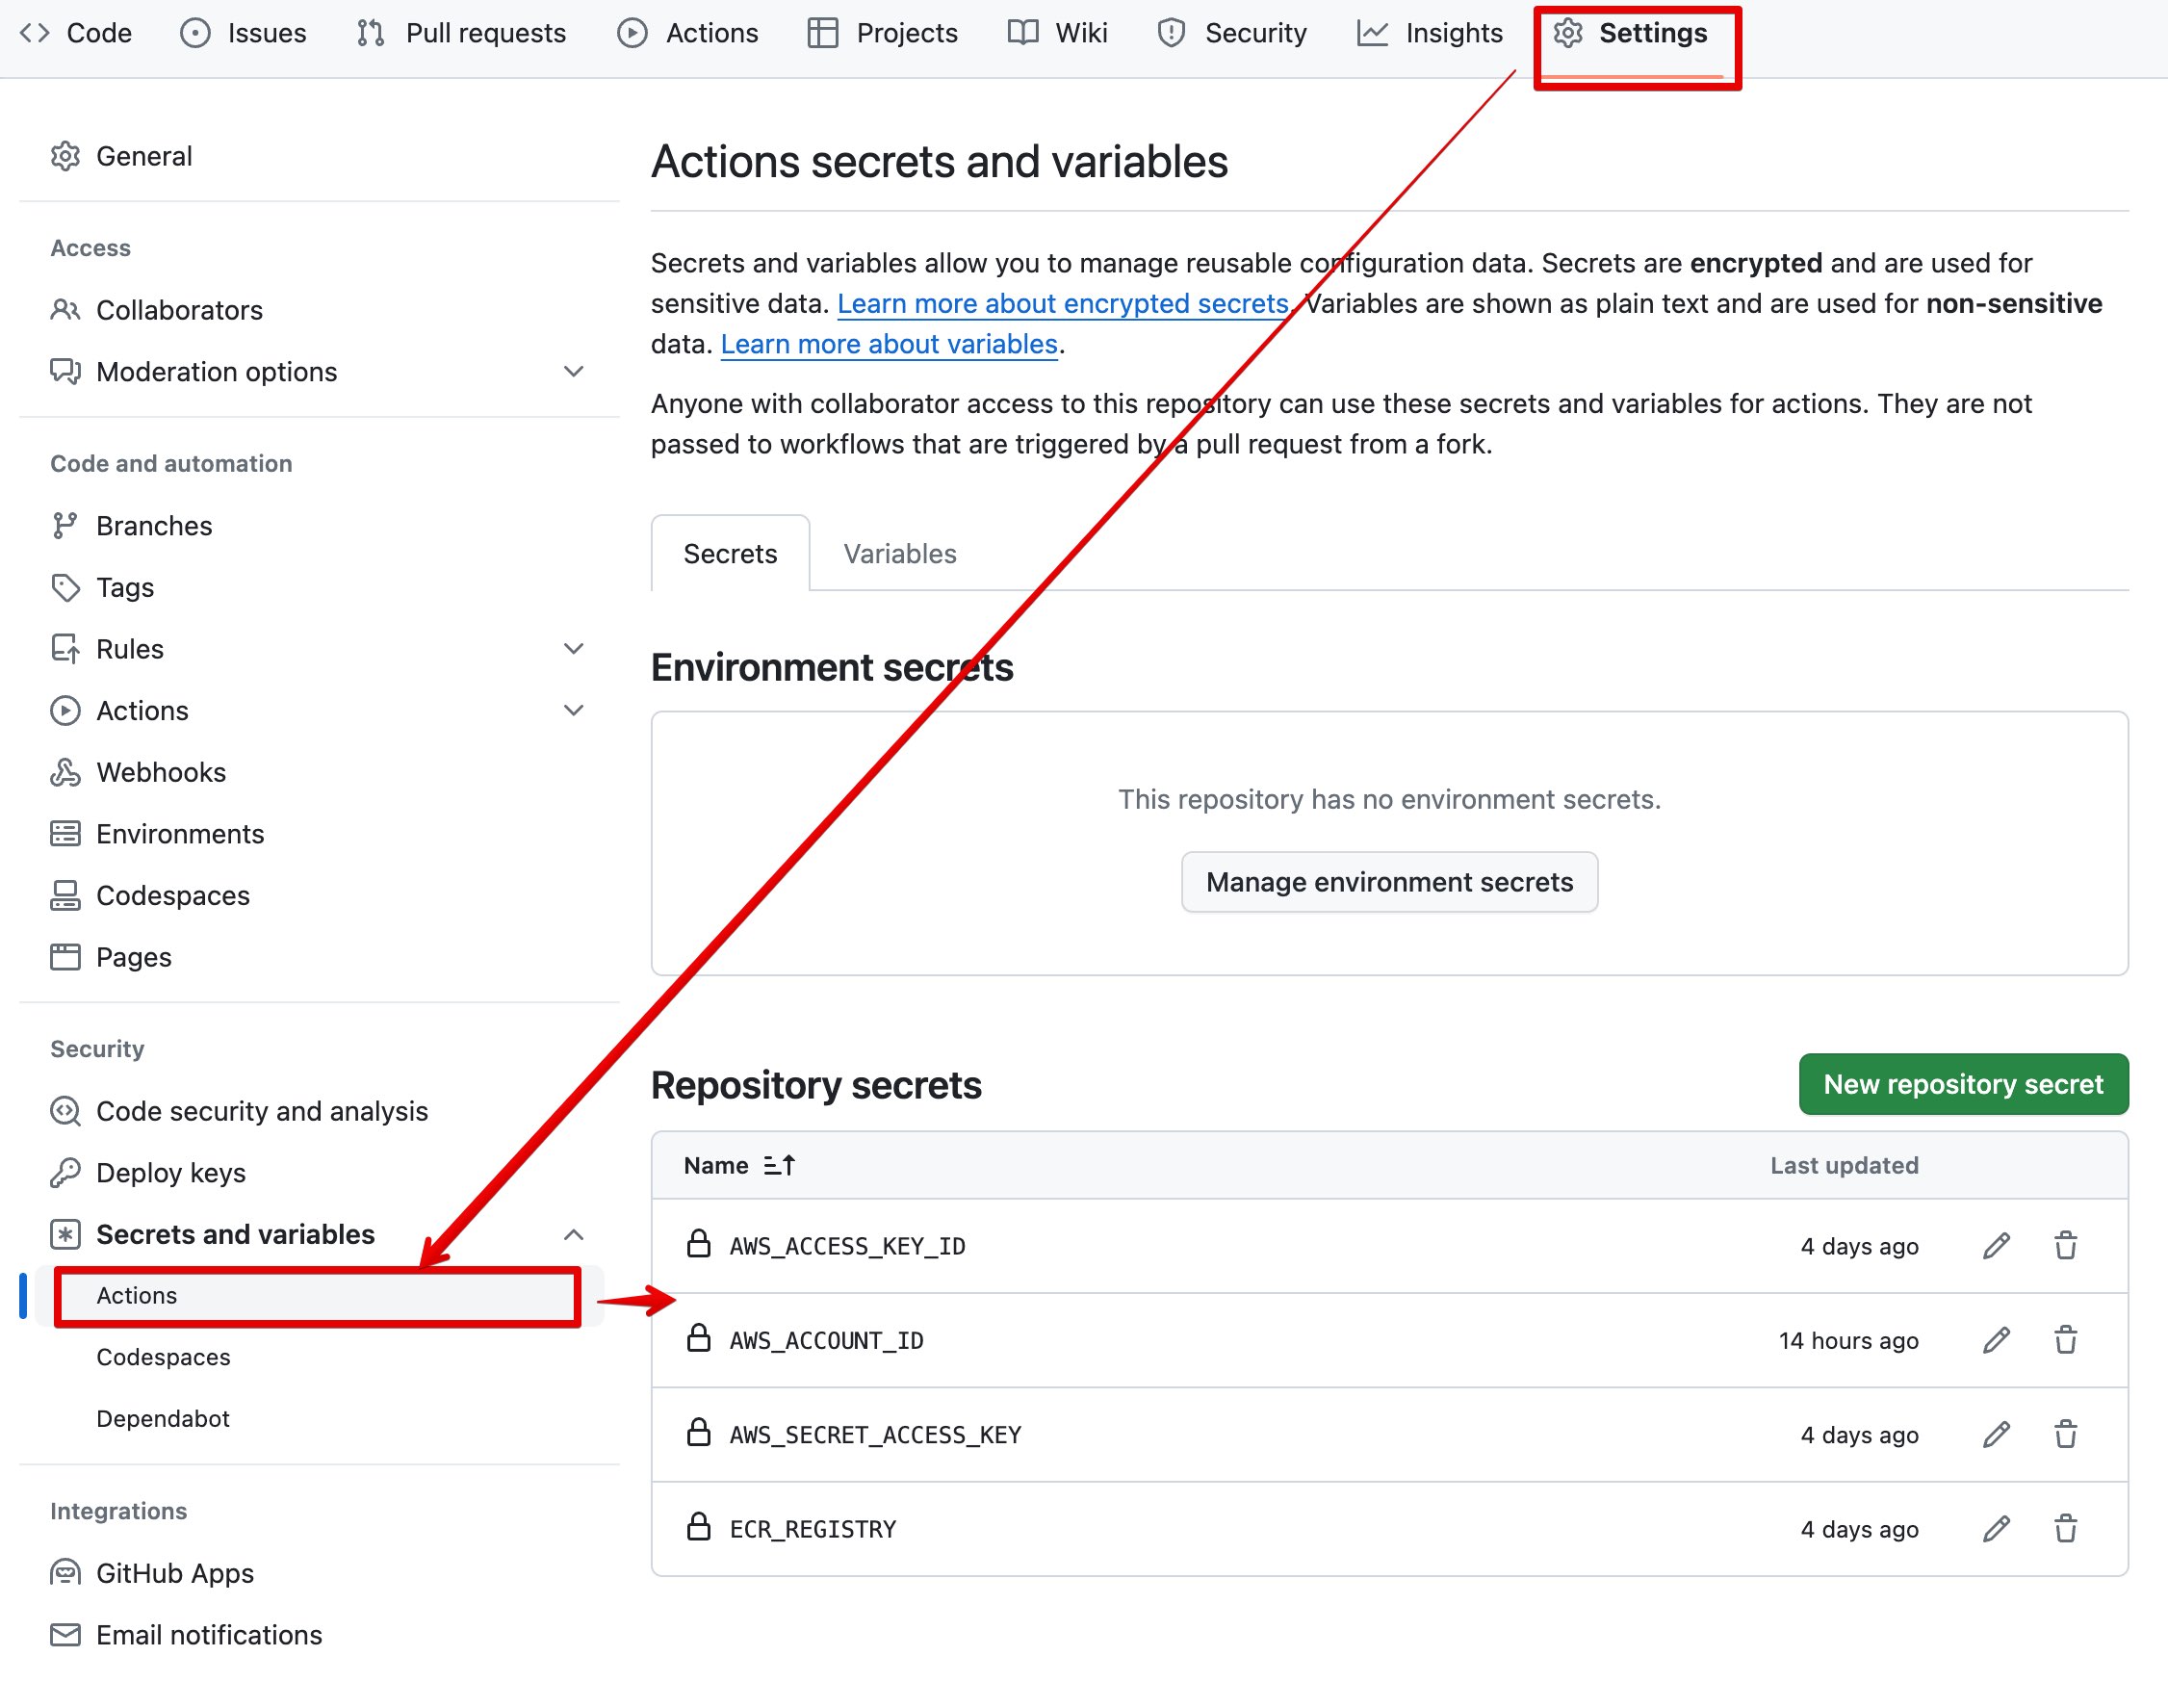 Code
Issues
Pull requests
Actions
Projects
Wiki
Security
Insights
Settings
General
Access
Collaborators
Moderation options
Code and automation
Branches
Tags
Rules
Actions
Webhooks
Environments
Codespaces
Pages
Security
Code security and analysis
Deploy keys
Secrets and variables
Actions
Codespaces
Dependabot
Integrations
GitHub Apps
Email notifications
Actions secrets and variables
Secrets and variables allow you to manage reusable configuration data. Secrets are encrypted and are used for
sensitive data. Learn more about encrypted secrets. Variables are shown as plain text and are used for non-sensitive
data. Learn more about variables.
Anyone with collaborator access to this repository can use these secrets and variables for actions. They are not
passed to workflows that are triggered by a pull request from a fork.
Secrets
Variables
Environment secrets
This repository has no environment secrets.
Manage environment secrets
Repository secrets
New repository secret
Name
Last updated
AWS_ACCESS_KEY_ID
4 days ago
AWS_ACCOUNT_ID
14 hours ago
AWS_SECRET_ACCESS_KEY
4 days ago
ECR_REGISTRY
4 days ago